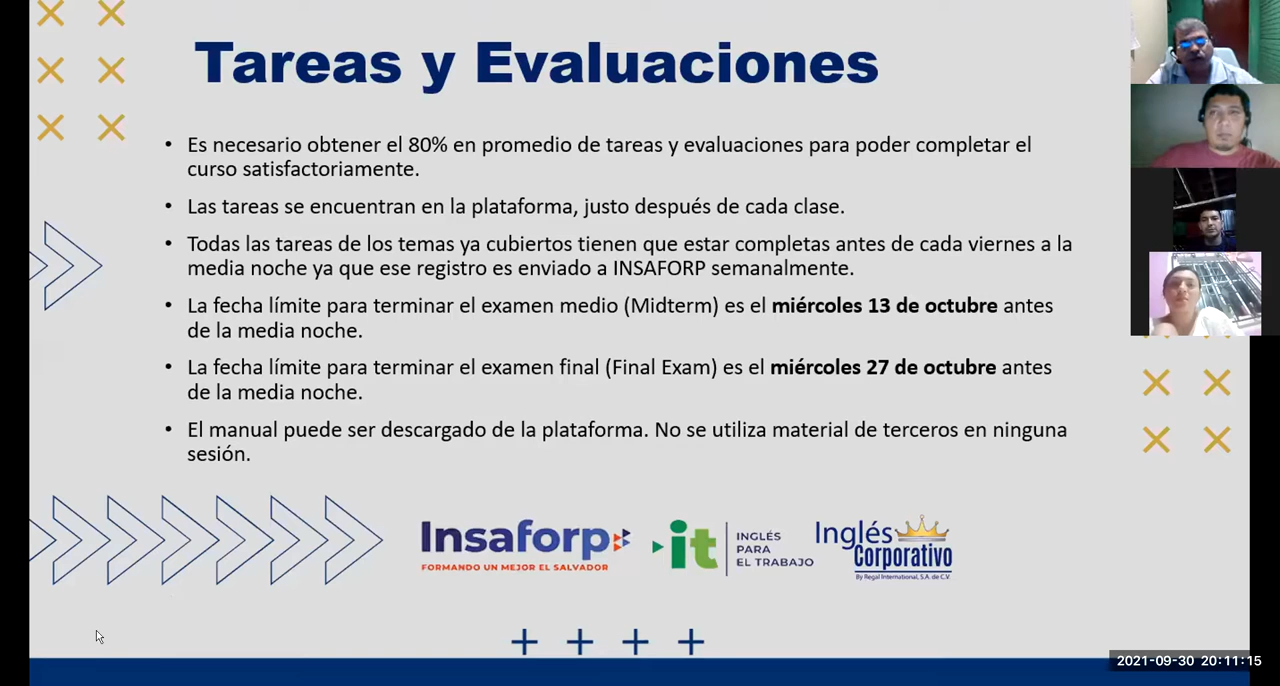 Tareas y Evaluaciones
• Es necesario obtener el 80% en promedio de tareas y evaluaciones para poder completar el
curso satisfactoriamente.
• Las tareas se encuentran en la plataforma, justo después de cada clase.
• Todas las tareas de los temas ya cubiertos tienen que estar completas antes de cada viernes a la
media noche ya que ese registro es enviado a INSAFORP semanalmente.
• La fecha límite para terminar el examen medio (Midterm) es el miércoles 13 de octubre antes
de la media noche.
• La fecha límite para terminar el examen final (Final Exam) es el miércoles 27 de octubre antes
de la media noche.
• El manual puede ser descargado de la plataforma. No se utiliza material de terceros en ninguna
sesión.
Insaforp
FORMANDO UN MEJOR EL SALVADOR
it
INGLÉS
PARA
EL TRABAJO
Inglés
Corporativo
By Regal International, S.A. de C.V.
2021-09-30 20:11:15